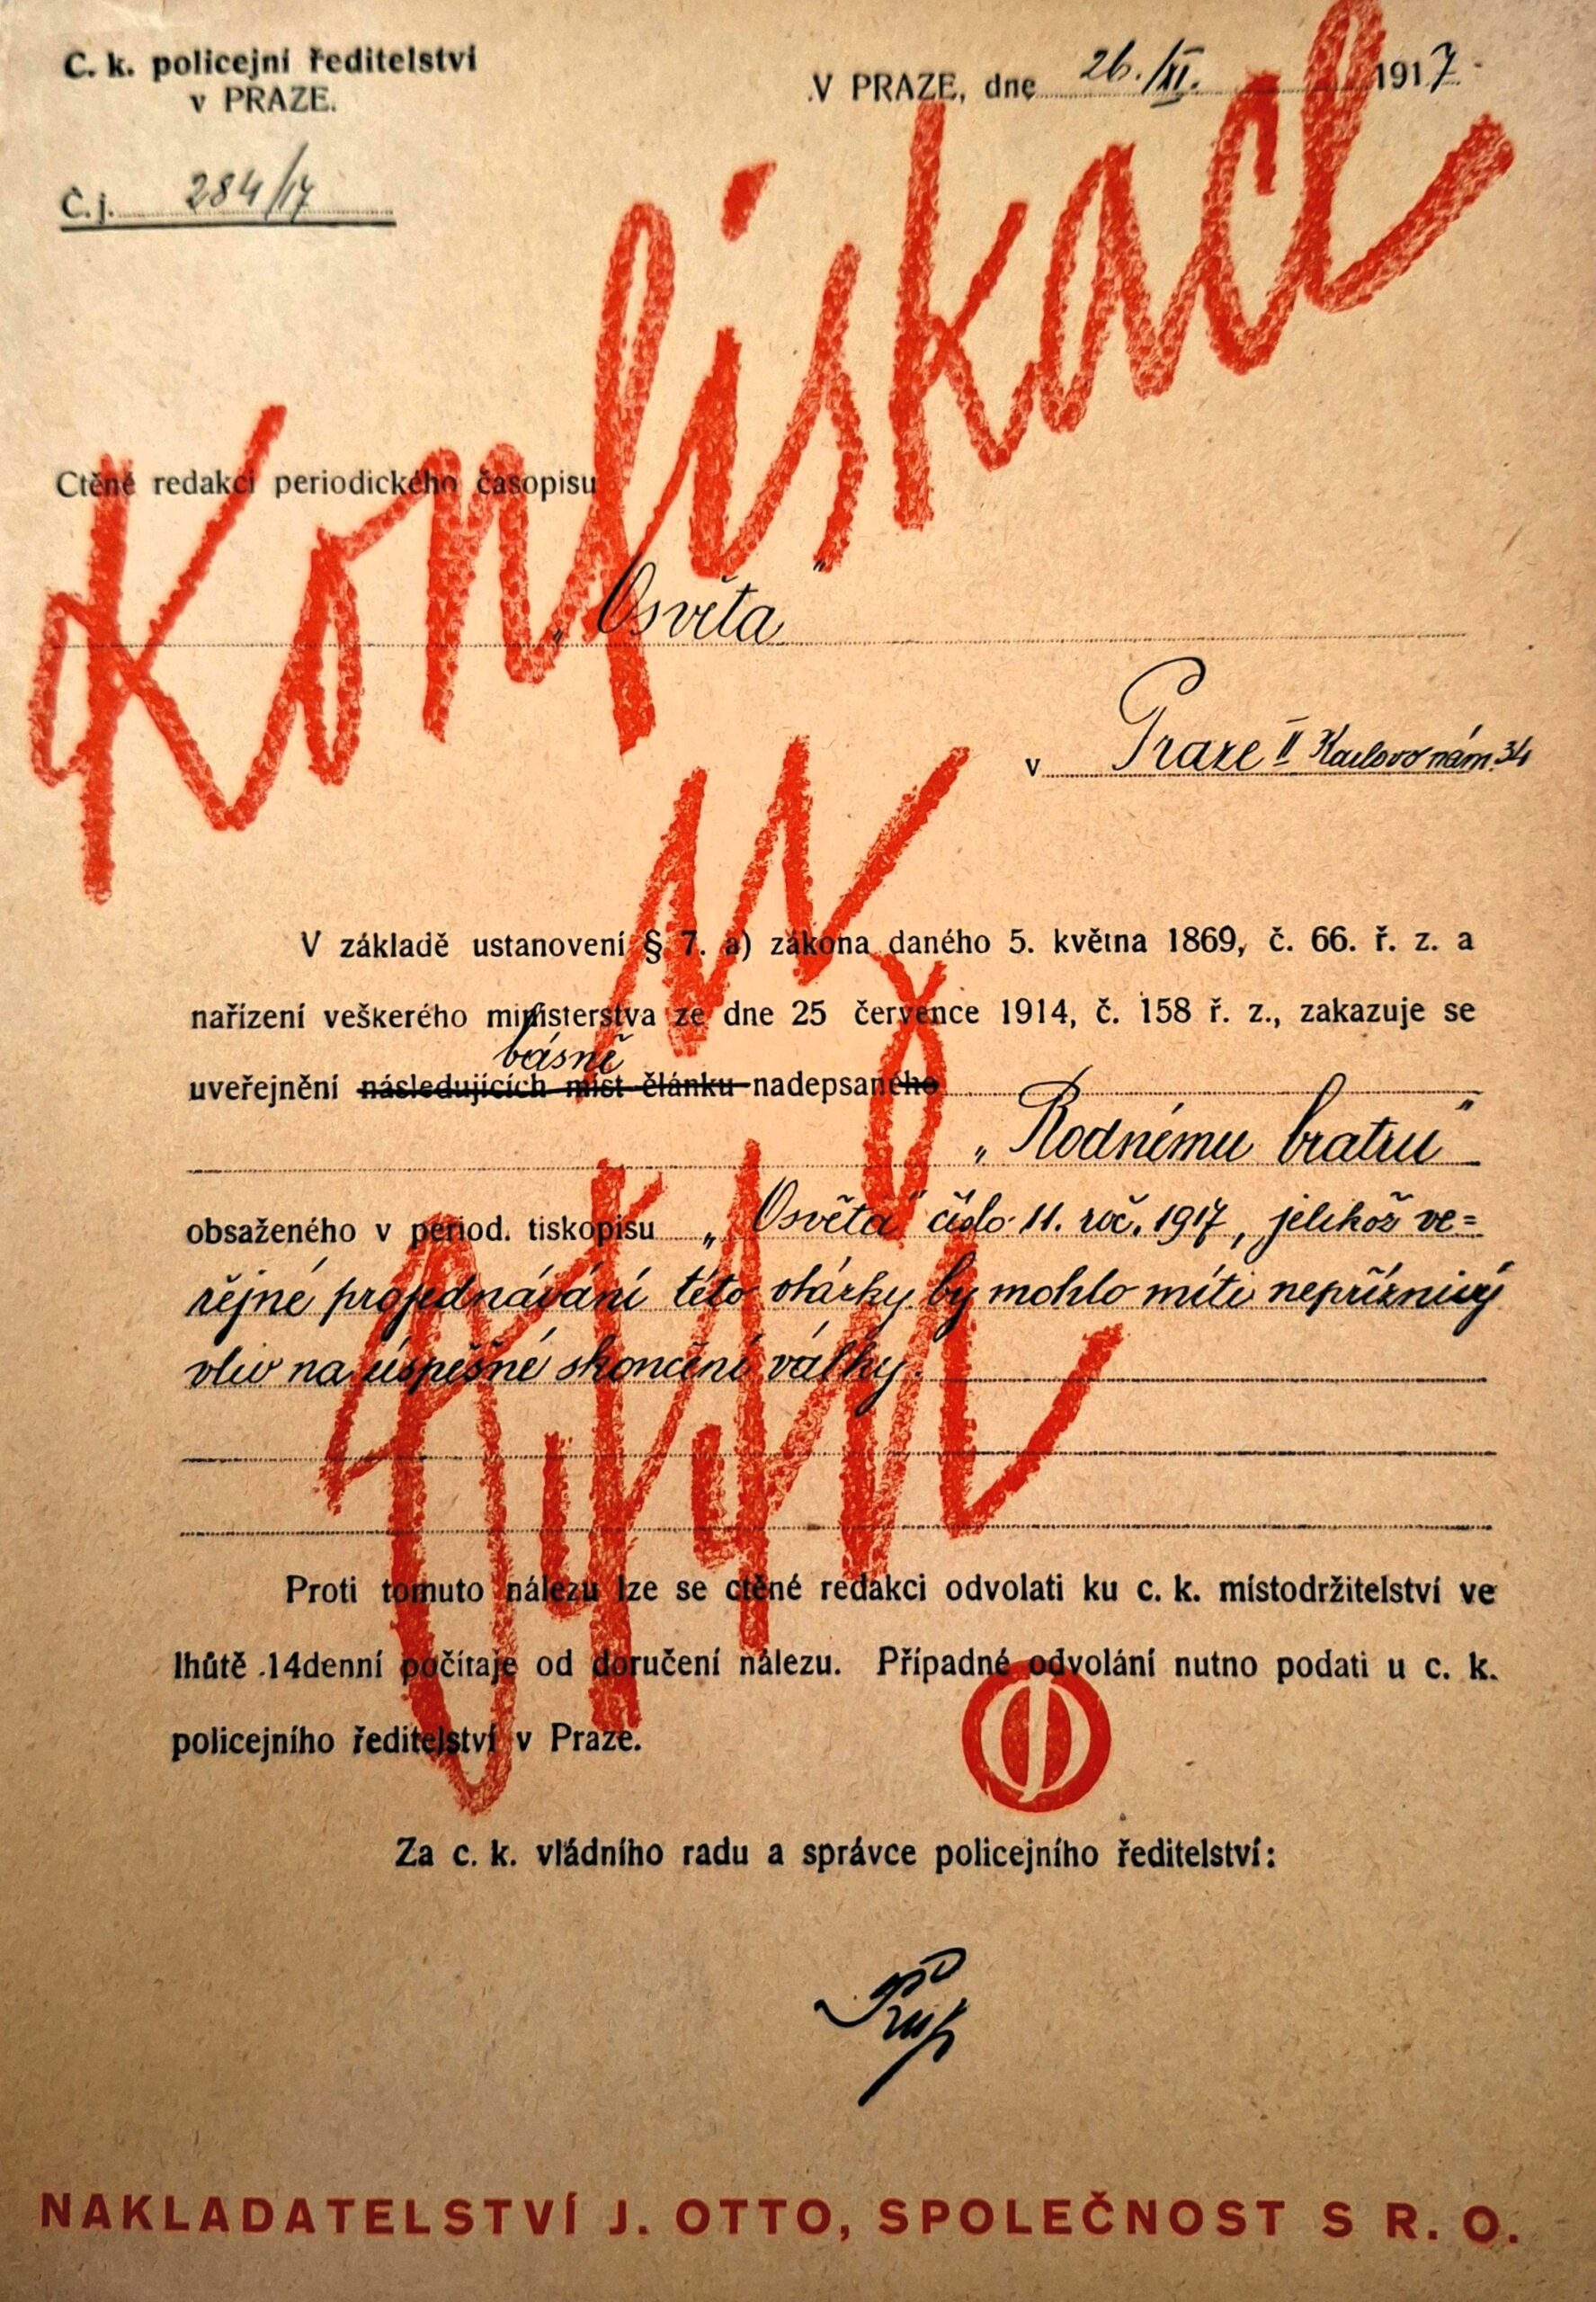 C. k. policejní ředitelství
v PRAZE.
V PRAZE, dne 26./XI. 1917
Č. j. 284/17
Konfiskace
Ctěné redakci periodického časopisu
„Osvěta"
v Praze II Karlovo nám. 34
V základě ustanovení § 7. a) zákona daného 5. května 1869, č. 66. ř. z. a
nařízení veškerého ministerstva ze dne 25 července 1914, č. 158 ř. z., zakazuje se
básně
uveřejnění následujících míst článku nadepsaného
„Rodnému bratru"
obsaženého v period. tiskopisu „Osvěta" číslo 11. roč. 1917, jelikož ve=
řejné projednávání této otázky by mohlo míti nepříznivý
vliv na úspěšné skončení války.
Proti tomuto nálezu lze se ctěné redakci odvolati ku c. k. místodržitelství ve
lhůtě 14denní počítaje od doručení nálezu. Případné odvolání nutno podati u c. k.
policejního ředitelství v Praze.
Za c. k. vládního radu a správce policejního ředitelství:
NAKLADATELSTVÍ J. OTTO, SPOLEČNOST S R. O.